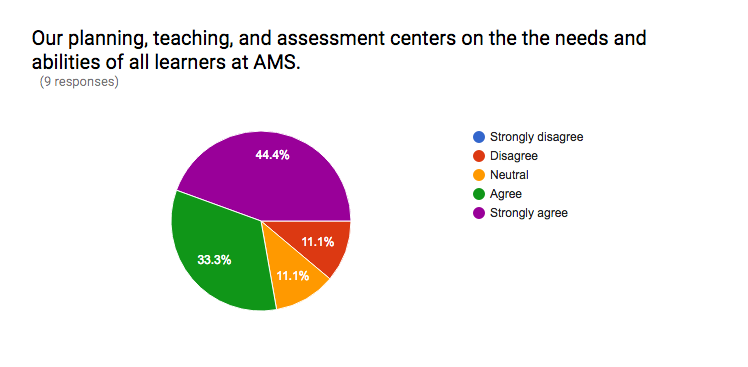 Our planning, teaching, and assessment centers on the the needs and
abilities of all learners at AMS.
(9 responses)
44.4%
11.1%
11.1%
33.3%
Strongly disagree
Disagree
Neutral
Agree
Strongly agree